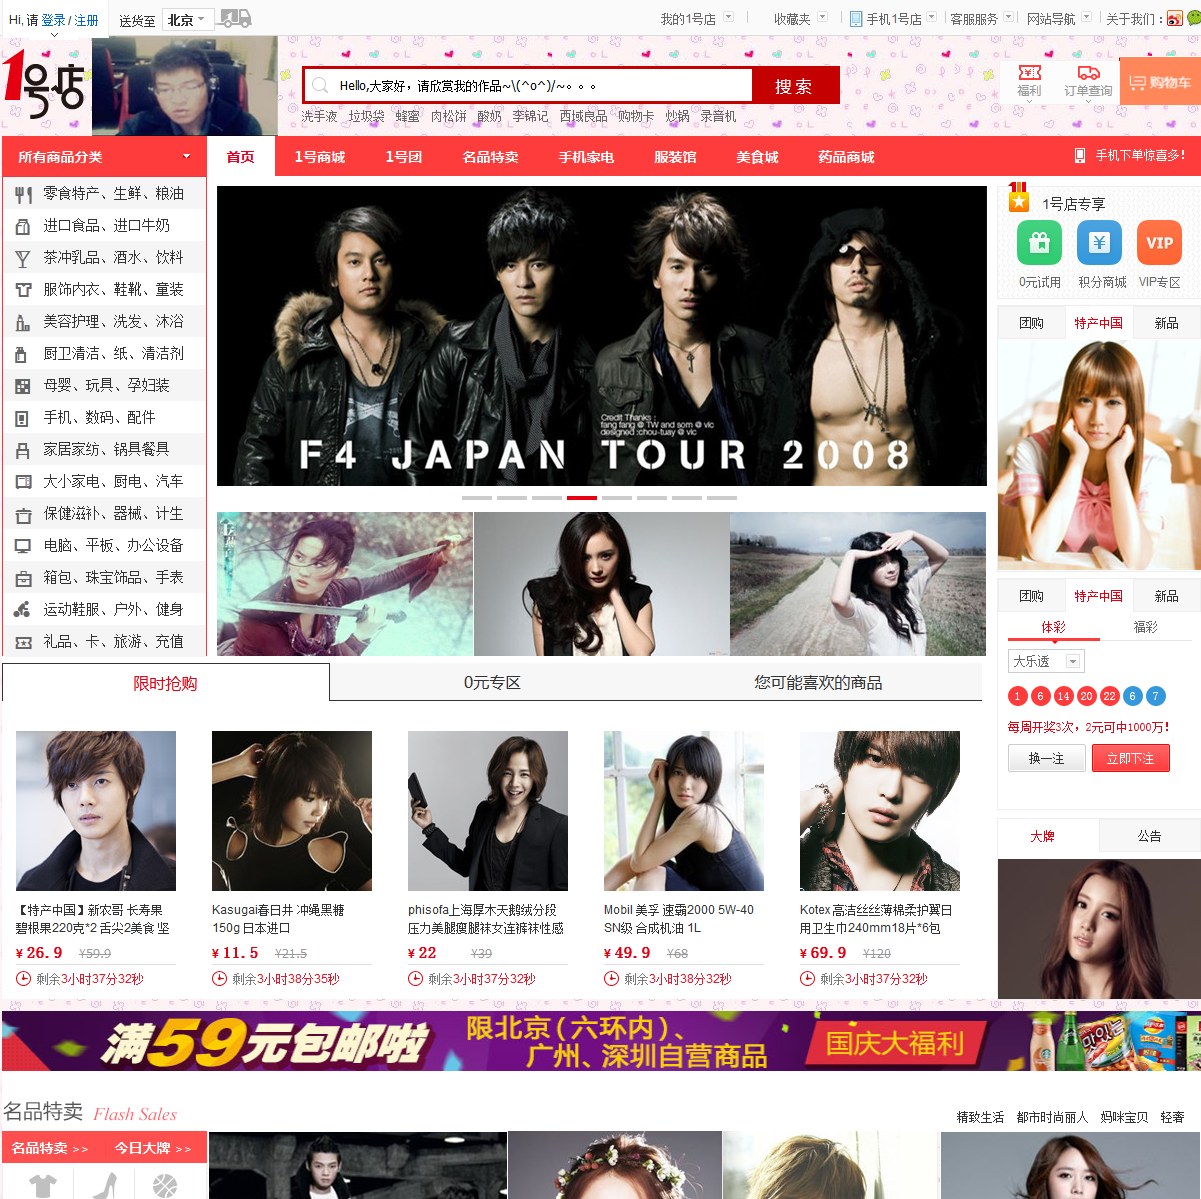 Hi, 请 登录 / 注册
送货至 北京
我的1号店
收藏夹
手机1号店
客服服务
网站导航
关于我们：
1号店
Hello,大家好，请欣赏我的作品~\(^o^)/~。。。
搜 索
洗手液 垃圾袋 蜂蜜 肉松饼 酸奶 李锦记 西域良品 购物卡 炒锅 录音机
福利
订单查询
购物车
所有商品分类
首页 1号商城 1号团 名品特卖 手机家电 服装馆 美食城 药品商城
手机下单惊喜多！
零食特产、生鲜、粮油
进口食品、进口牛奶
茶冲乳品、酒水、饮料
服饰内衣、鞋靴、童装
美容护理、洗发、沐浴
厨卫清洁、纸、清洁剂
母婴、玩具、孕妇装
手机、数码、配件
家居家纺、锅具餐具
大小家电、厨电、汽车
保健滋补、器械、计生
电脑、平板、办公设备
箱包、珠宝饰品、手表
运动鞋服、户外、健身
礼品、卡、旅游、充值
Credit Thanks :
fang fang @ TW and som @ vic
designed :chou-tuay @ vic
F4 JAPAN TOUR 2008
1号店专享
VIP
0元试用 积分商城 VIP专区
团购 特产中国 新品
团购 特产中国 新品
体彩 福彩
大乐透
1 6 14 20 22 6 7
每周开奖3次，2元可中1000万！
换一注 立即下注
大牌 公告
限时抢购 0元专区 您可能喜欢的商品
【特产中国】新农哥 长寿果
碧根果220克*2 舌尖2美食 坚
¥ 26.9 ¥59.9
剩余3小时37分32秒
Kasugai春日井 冲绳黑糖
150g 日本进口
¥ 11.5 ¥21.5
剩余3小时38分35秒
phisofa上海厚木天鹅绒分段
压力美腿瘦腿袜女连裤袜性感
¥ 22 ¥39
剩余3小时37分32秒
Mobil 美孚 速霸2000 5W-40
SN级 合成机油 1L
¥ 49.9 ¥68
剩余3小时38分32秒
Kotex 高洁丝丝薄棉柔护翼日
用卫生巾240mm18片*6包
¥ 69.9 ¥120
剩余3小时37分32秒
满59元包邮啦
限北京（六环内）、
广州、深圳自营商品
国庆大福利
名品特卖 Flash Sales
精致生活 都市时尚丽人 妈咪宝贝 轻奢
名品特卖 >> 今日大牌 >>